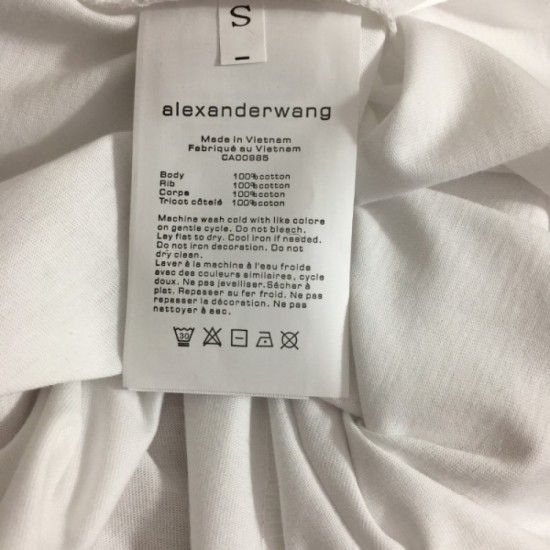 S
alexanderwang
Made in Vietnam
Fabriqué au Vietnam
CA00985
Body 100%cotton
Rib 100%cotton
Corps 100%coton
Tricot côtelé 100%coton
Machine wash cold with like colors
on gentle cycle. Do not bleach.
Lay flat to dry. Cool iron if needed.
Do not iron decoration. Do not
dry clean.
Laver à la machine à l'eau froide
avec des couleurs similaires, cycle
doux. Ne pas javelliser.Sécher à
plat. Repasser au fer froid. Ne pas
repasser la décoration. Ne pas
nettoyer à sec.
30